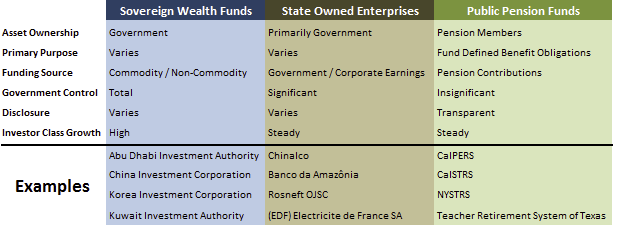 Sovereign Wealth Funds State Owned Enterprises Public Pension Funds
Asset Ownership Government Primarily Government Pension Members
Primary Purpose Varies Varies Fund Defined Benefit Obligations
Funding Source Commodity / Non-Commodity Government / Corporate Earnings Pension Contributions
Government Control Total Significant Insignificant
Disclosure Varies Varies Transparent
Investor Class Growth High Steady Steady
Examples
Abu Dhabi Investment Authority Chinalco CalPERS
China Investment Corporation Banco da Amazônia CalSTRS
Korea Investment Corporation Rosneft OJSC NYSTRS
Kuwait Investment Authority (EDF) Electricite de France SA Teacher Retirement System of Texas